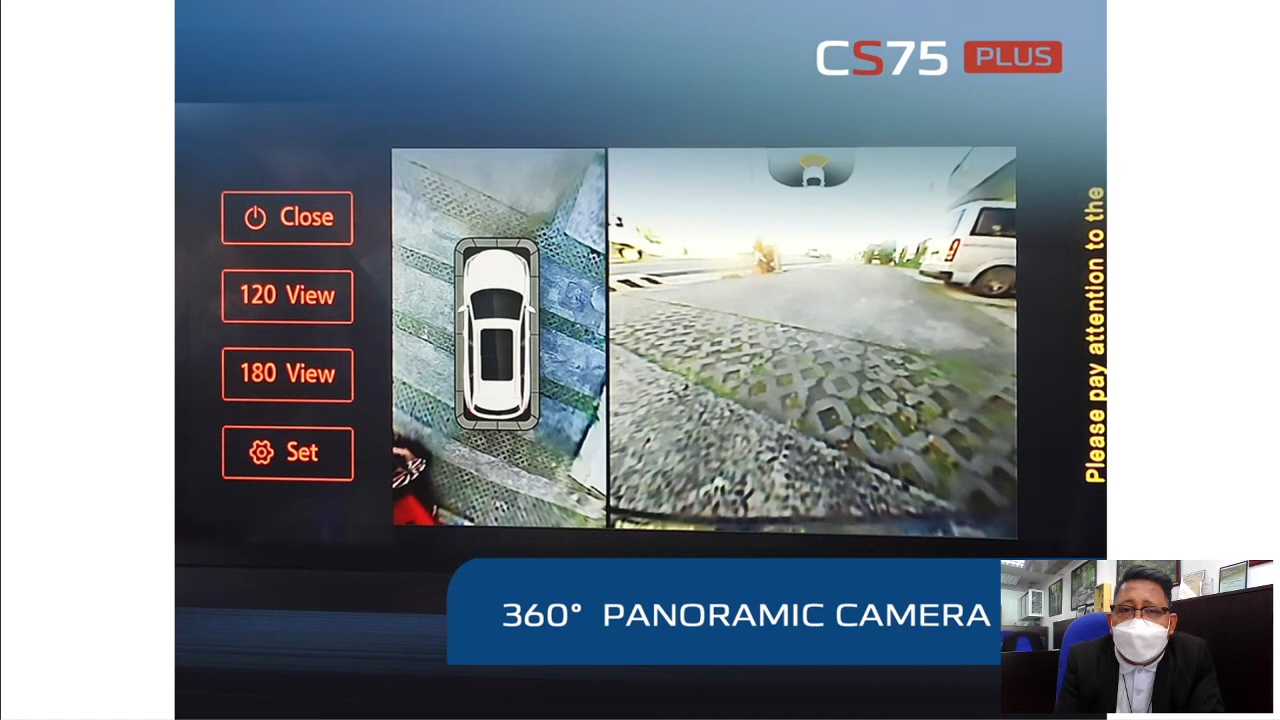 CS75 PLUS
Close
120 View
180 View
Set
Please pay attention to the
360° PANORAMIC CAMERA